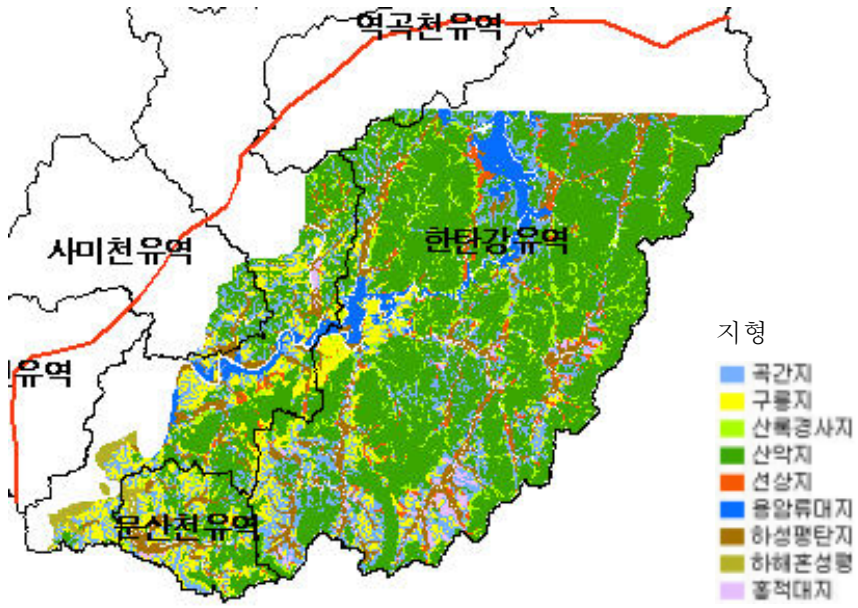 역곡천유역
한탄강유역
사미천유역
유역
문산천유역
지형
곡간지
구릉지
산록경사지
산악지
선상지
용암류대지
하성평탄지
하해혼성평
홍적대지